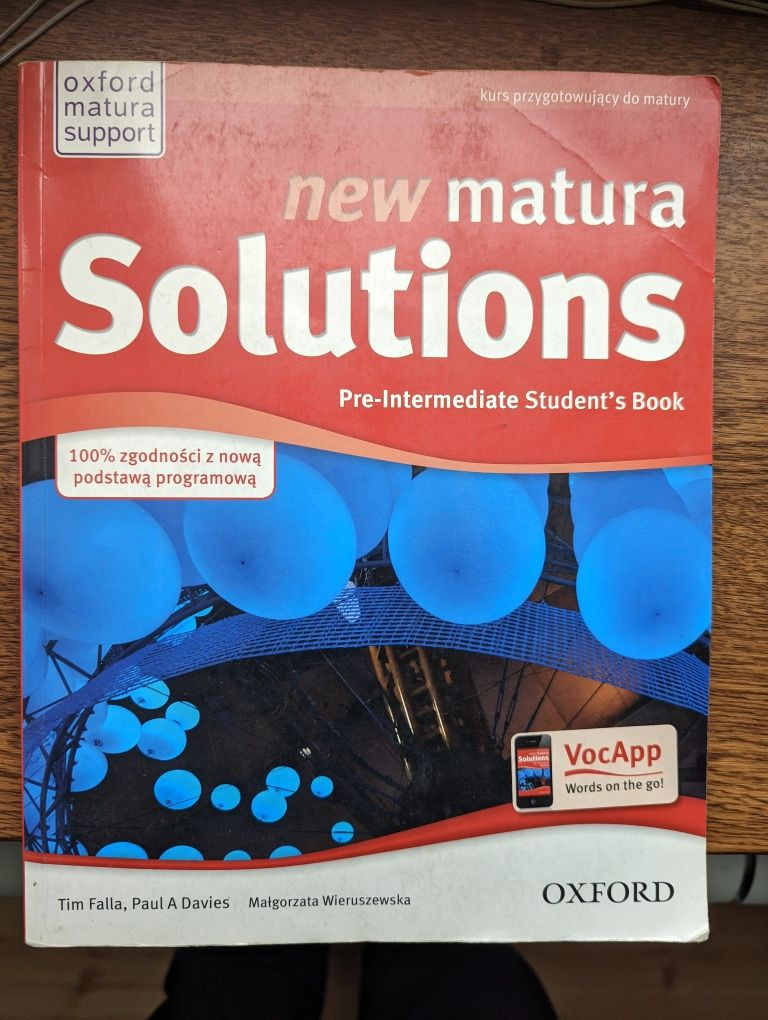 oxford
matura
support
kurs przygotowujący do matury
new matura
Solutions
Pre-Intermediate Student's Book
100% zgodności z nową
podstawą programową
Solutions
VocApp
Words on the go!
Tim Falla, Paul A Davies Małgorzata Wieruszewska
OXFORD